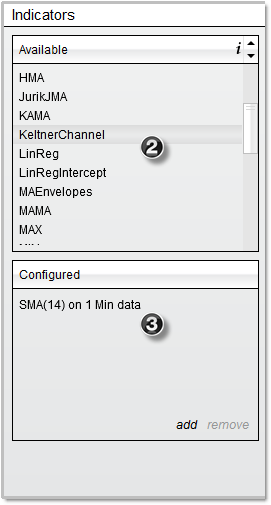 Indicators
Available i
HMA
JurikJMA
KAMA
KeltnerChannel
2
LinReg
LinRegIntercept
MAEnvelopes
MAMA
MAX
Configured
SMA(14) on 1 Min data
3
add remove